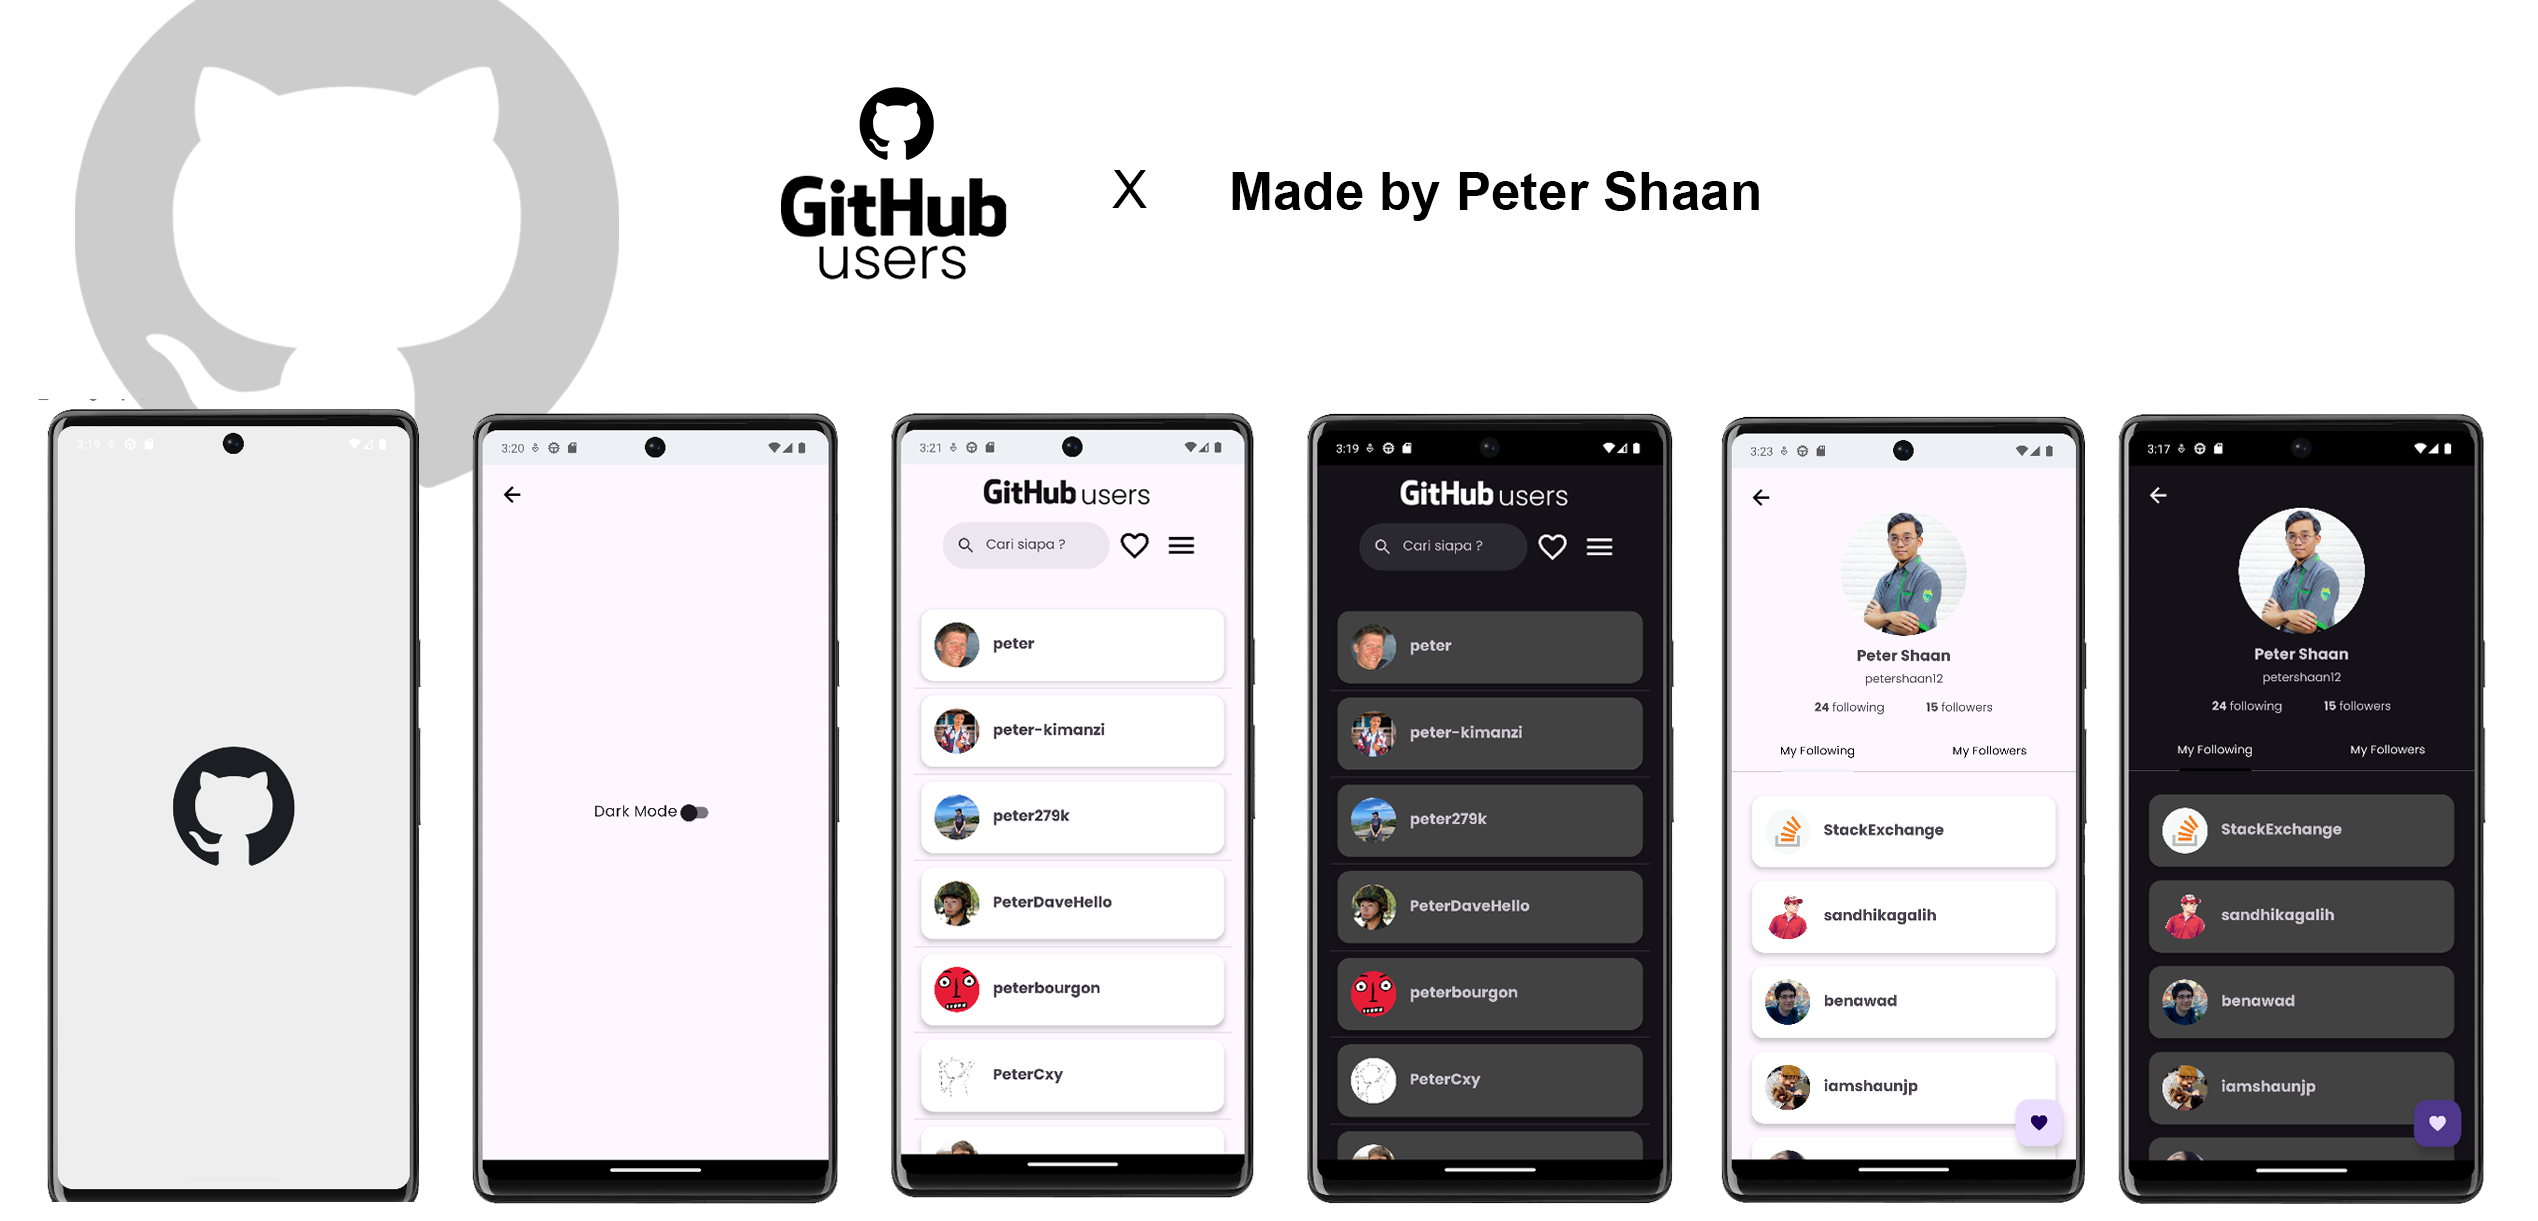 GitHub
users
X
Made by Peter Shaan
3:19
3:20
Dark Mode
3:21
GitHub users
Cari siapa ?
peter
peter-kimanzi
peter279k
PeterDaveHello
peterbourgon
PeterCxy
3:19
GitHub users
Cari siapa ?
peter
peter-kimanzi
peter279k
PeterDaveHello
peterbourgon
PeterCxy
3:23
Peter Shaan
petershaan12
24 following 15 followers
My Following My Followers
StackExchange
sandhikagalih
benawad
iamshaunjp
3:17
Peter Shaan
petershaan12
24 following 15 followers
My Following My Followers
StackExchange
sandhikagalih
benawad
iamshaunjp